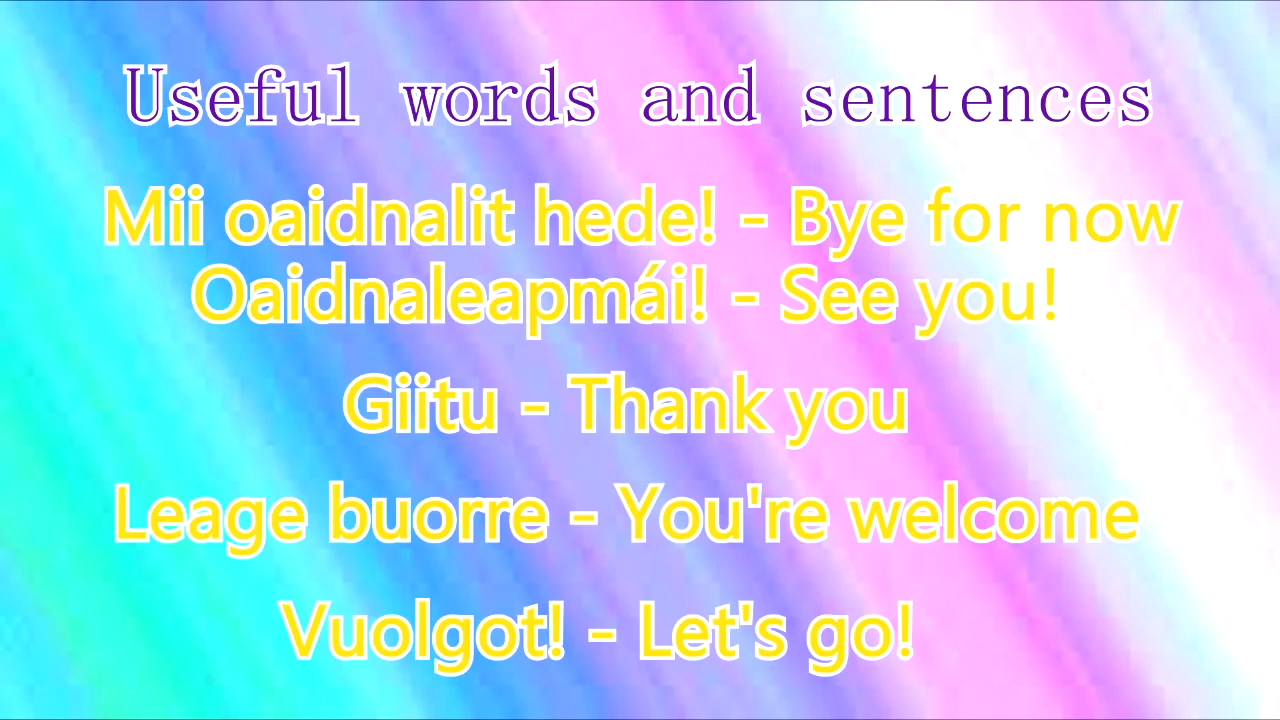 Useful words and sentences
Mii oaidnalit hede! - Bye for now
Oaidnaleapmái! - See you!
Giitu - Thank you
Leage buorre - You're welcome
Vuolgot! - Let's go!